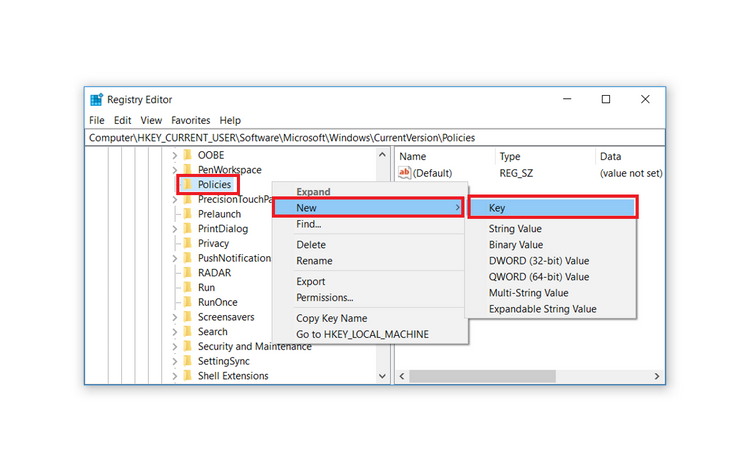 Registry Editor
File Edit View Favorites Help
Computer\HKEY_CURRENT_USER\Software\Microsoft\Windows\CurrentVersion\Policies
OOBE
PenWorkspace
Policies
PrecisionTouchPa
Prelaunch
PrintDialog
Privacy
PushNotification
RADAR
Run
RunOnce
Screensavers
Search
Security and Maintenance
SettingSync
Shell Extensions
Name Type Data
ab (Default) REG_SZ (value not set)
Expand
New
Find...
Delete
Rename
Export
Permissions...
Copy Key Name
Go to HKEY_LOCAL_MACHINE
Key
String Value
Binary Value
DWORD (32-bit) Value
QWORD (64-bit) Value
Multi-String Value
Expandable String Value